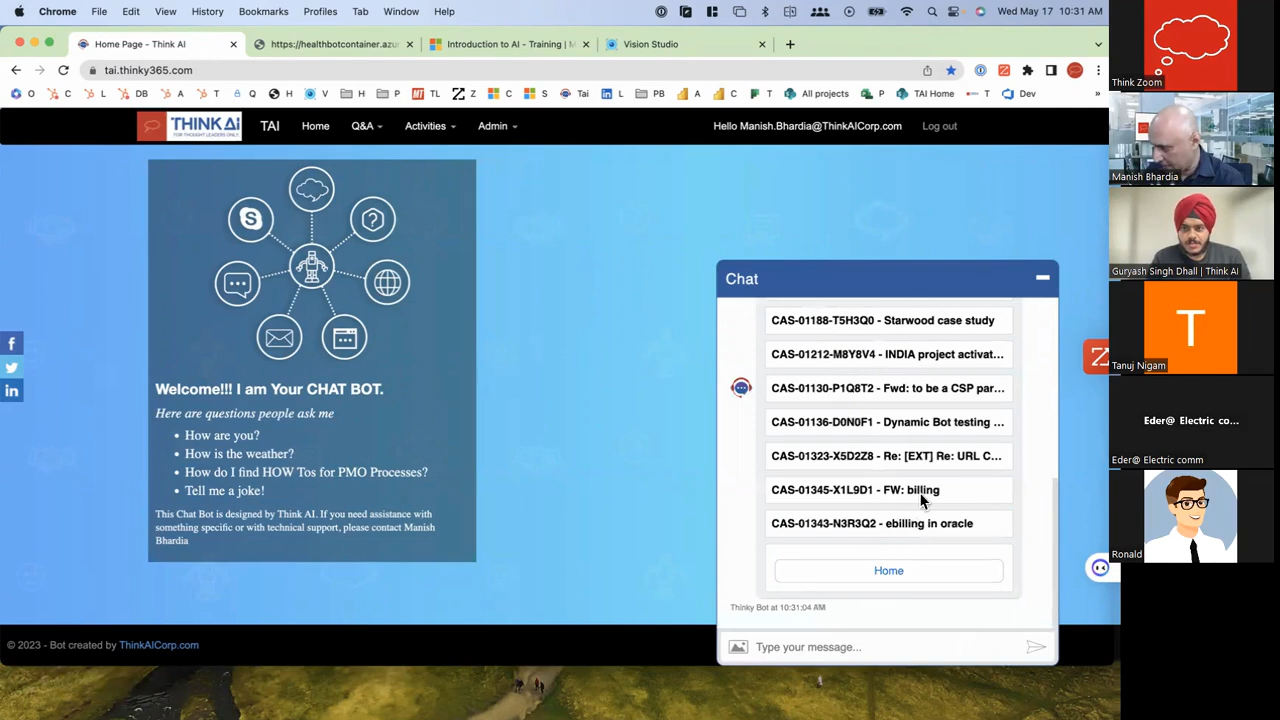 Chrome File Edit View History Bookmarks Profiles Tab Window Help Wed May 17 10:31 AM
Home Page - Think AI https://healthbotcontainer.azur Introduction to AI - Training | M Vision Studio
tai.thinky365.com
O C L DB A T Q H V H P TL Z C S Tai L PB A C T All projects P TAI Home T Dev »
THINK Ai
FOR THOUGHT LEADERS ONLY
TAI Home Q&A Activities Admin Hello Manish.Bhardia@ThinkAICorp.com Log out
Welcome!!! I am Your CHAT BOT.
Here are questions people ask me
• How are you?
• How is the weather?
• How do I find HOW Tos for PMO Processes?
• Tell me a joke!
This Chat Bot is designed by Think AI. If you need assistance with
something specific or with technical support, please contact Manish
Bhardia
© 2023 - Bot created by ThinkAICorp.com
Chat
CAS-01188-T5H3Q0 - Starwood case study
CAS-01212-M8Y8V4 - INDIA project activat...
CAS-01130-P1Q8T2 - Fwd: to be a CSP par...
CAS-01136-D0N0F1 - Dynamic Bot testing ...
CAS-01323-X5D2Z8 - Re: [EXT] Re: URL C...
CAS-01345-X1L9D1 - FW: billing
CAS-01343-N3R3Q2 - ebilling in oracle
Home
Thinky Bot at 10:31:04 AM
Type your message...
Think Zoom
Manish Bhardia
Guryash Singh Dhall | Think AI
T
Tanuj Nigam
Eder@ Electric co...
Eder@ Electric comm
Ronald